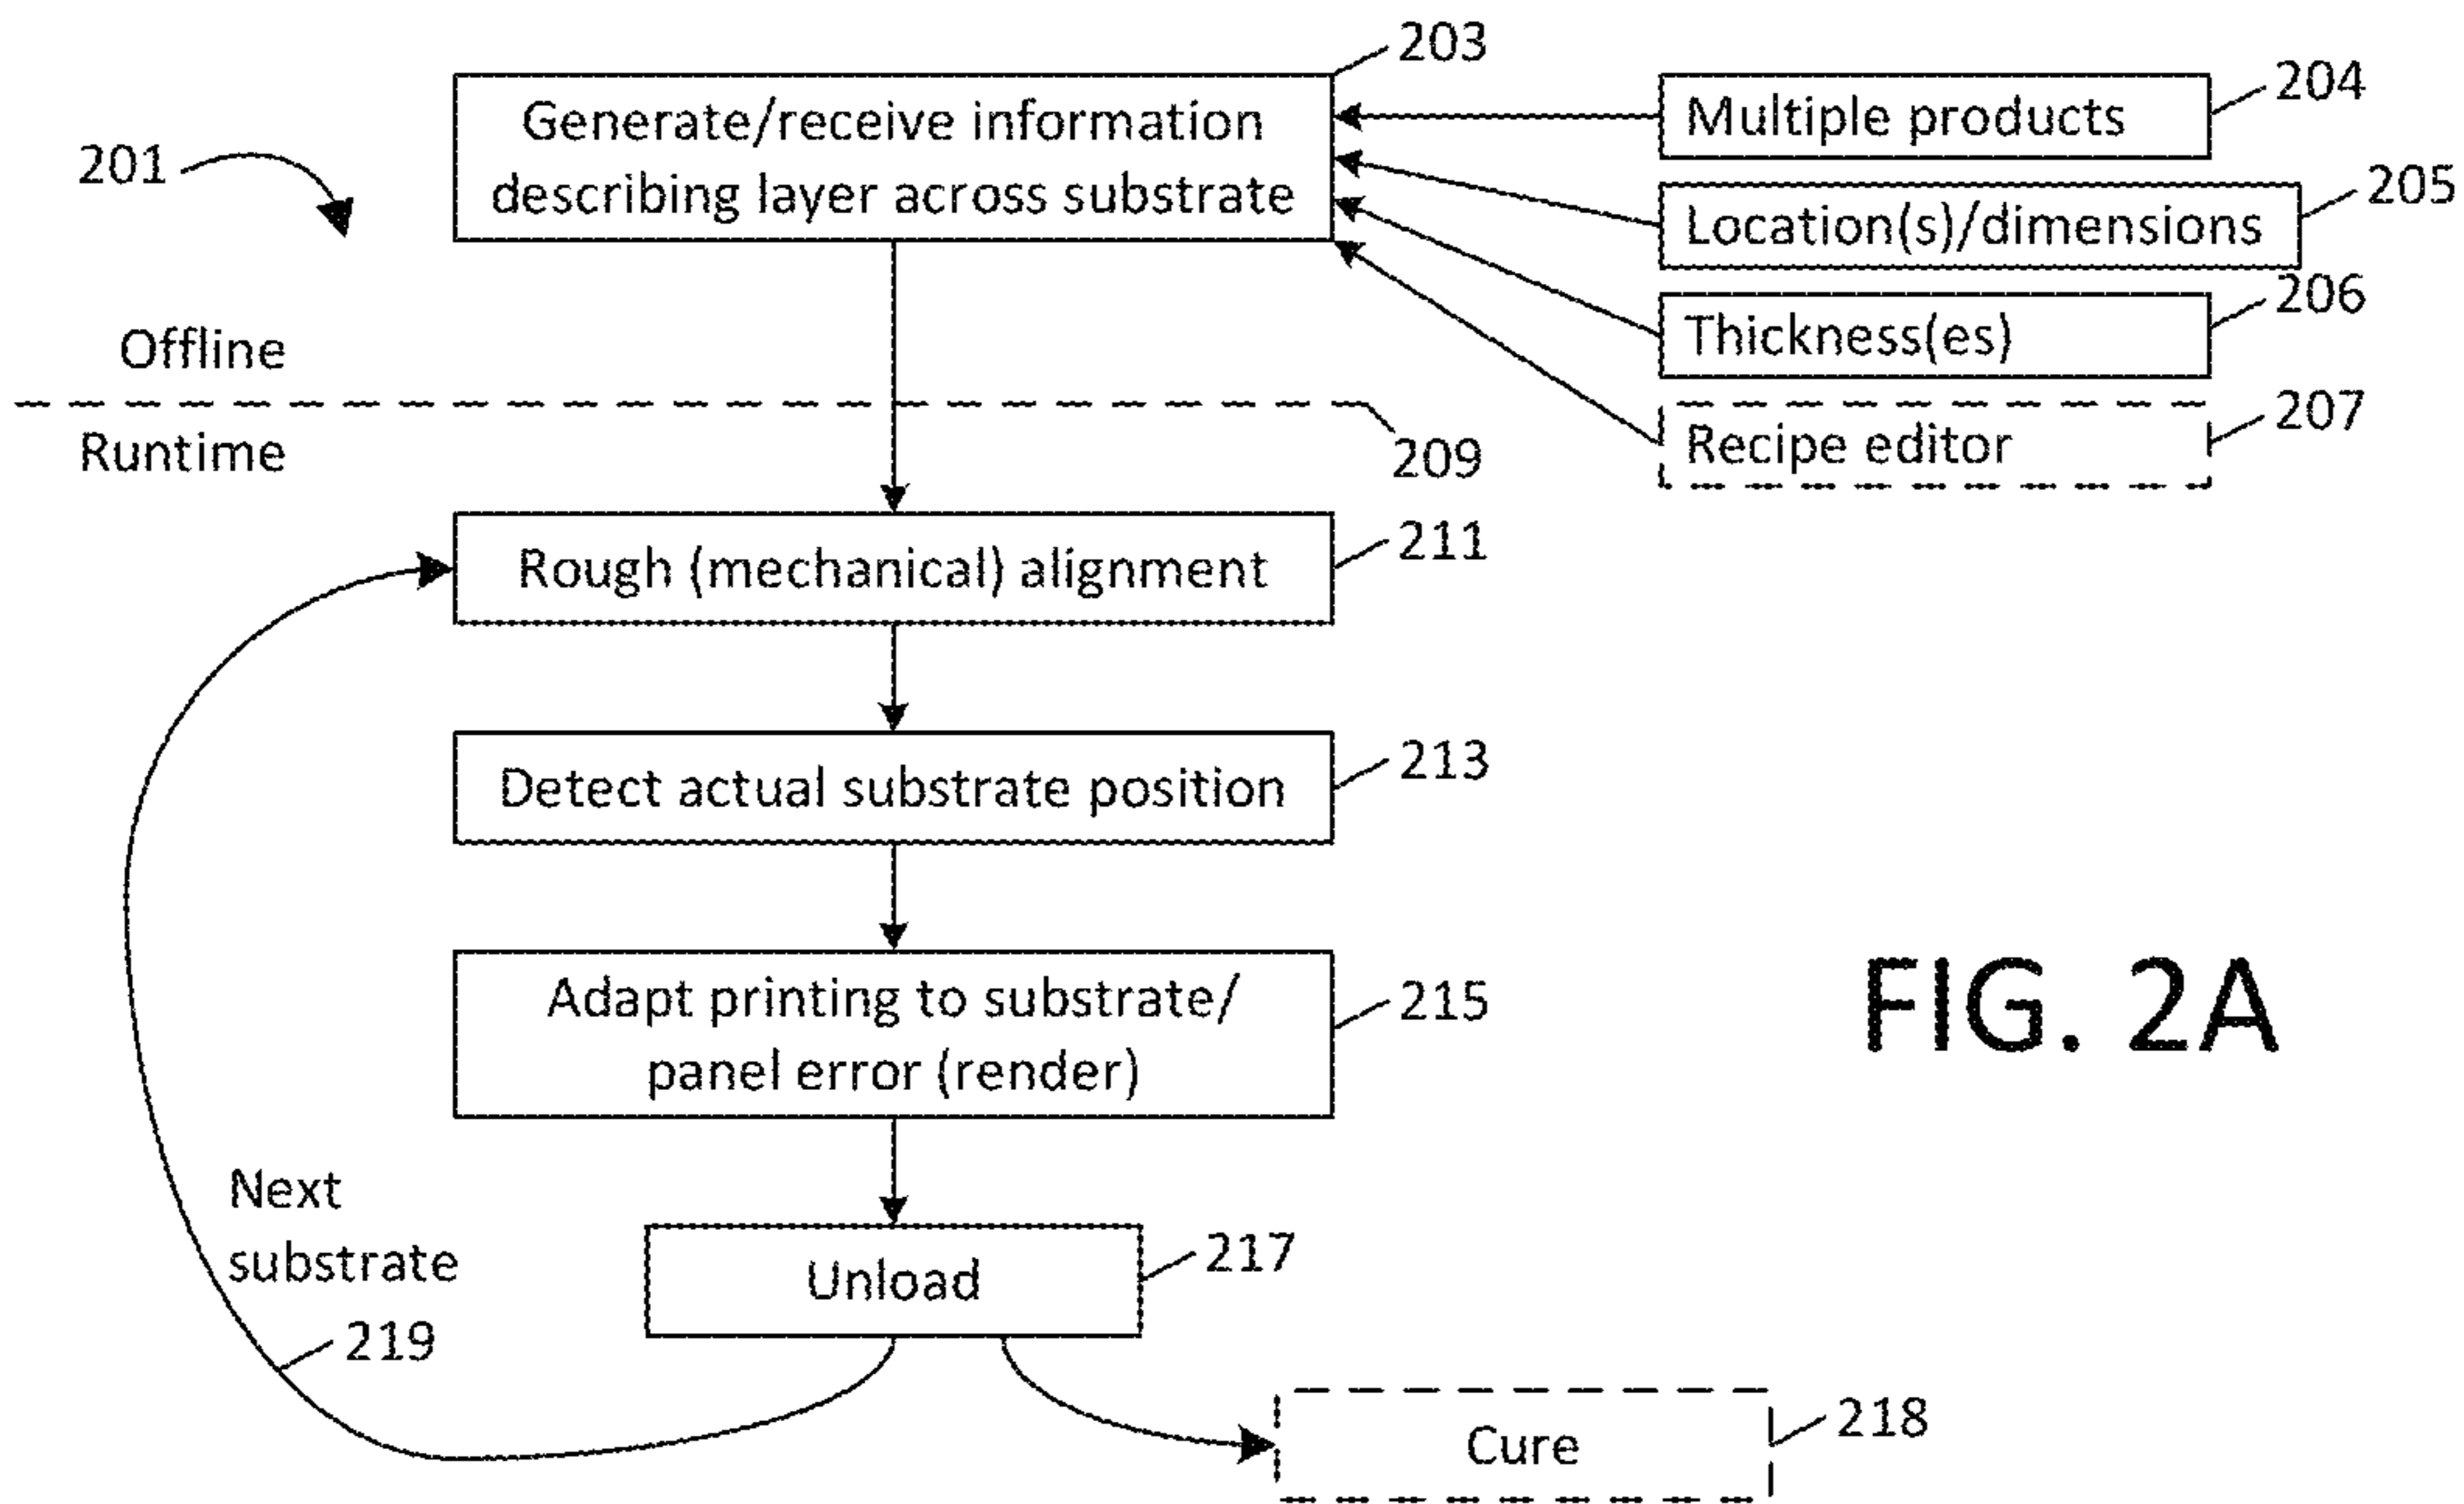 203
Generate/receive information
describing layer across substrate
Multiple products
204
201
Location(s)/dimensions
205
Thickness(es)
206
Offline
Recipe editor
207
Runtime
209
Rough (mechanical) alignment
211
Detect actual substrate position
213
Adapt printing to substrate/
panel error (render)
215
FIG. 2A
Next
substrate
219
Unload
217
Cure
218